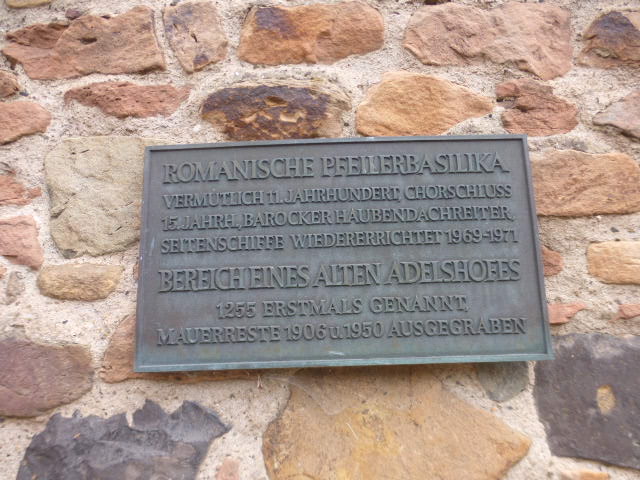 ROMANISCHE PFEILERBASILIKA
VERMUTLICH 11. JAHRHUNDERT, CHORSCHLUSS
15. JAHRH., BAROCKER HAUBENDACHREITER,
SEITENSCHIFFE WIEDERERRICHTET 1969-1971
BEREICH EINES ALTEN ADELSHOFES
1255 ERSTMALS GENANNT,
MAUERRESTE 1906 U. 1950 AUSGEGRABEN